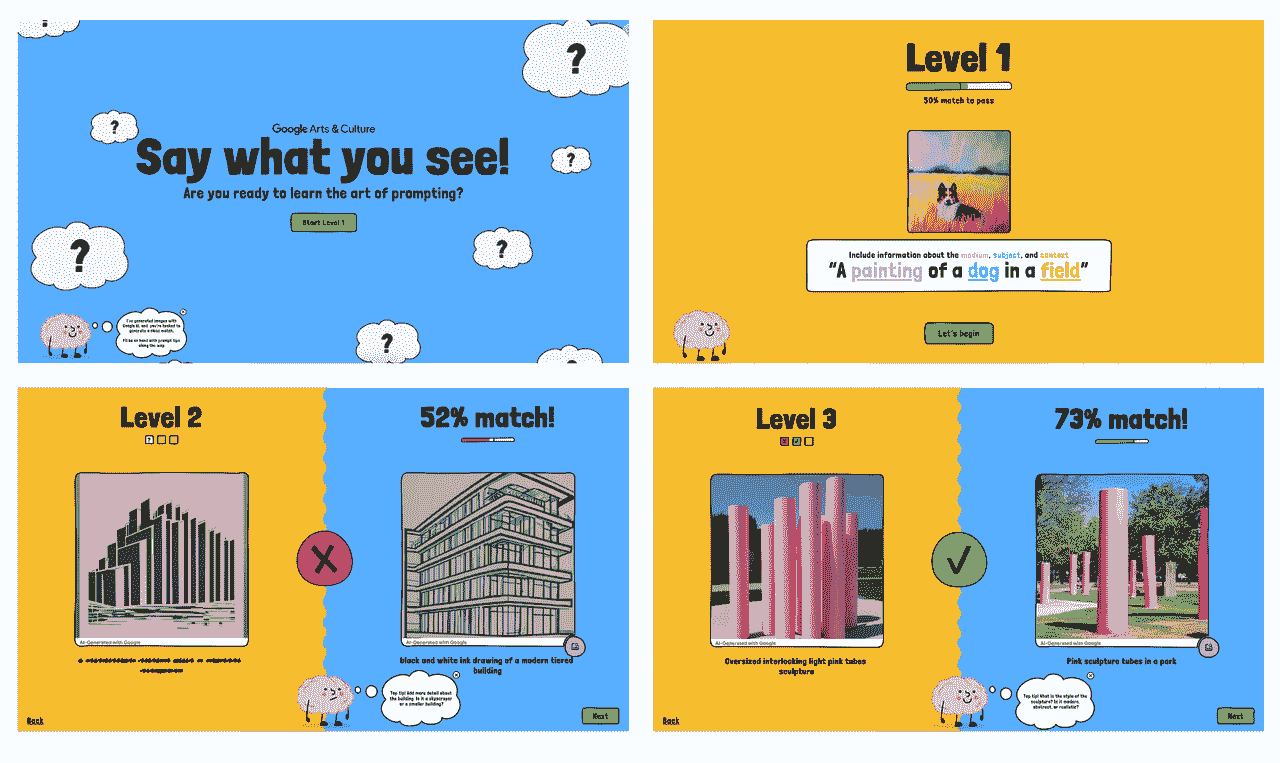 ?
?
Google Arts & Culture
?
Say what you see!
?
Are you ready to learn the art of prompting?
Start Level 1
?
?
I've generated images with
Google AI, and you're tasked to
generate a close match.
I'll be on hand with prompt tips
along the way.
?
?
Level 1
50% match to pass
Include information about the medium, subject, and context
"A painting of a dog in a field"
Let's begin
Level 2
?
52% match!
AI-Generated with Google
AI-Generated with Google
black and white ink drawing of a modern tiered
building
Top tip! Add more detail about
the building. Is it a skyscraper
or a smaller building?
Back
Next
Level 3
73% match!
AI-Generated with Google
AI-Generated with Google
Oversized interlocking light pink tubes
sculpture
Pink sculpture tubes in a park
Top tip! What is the style of the
sculpture? Is it modern,
abstract, or realistic?
Back
Next